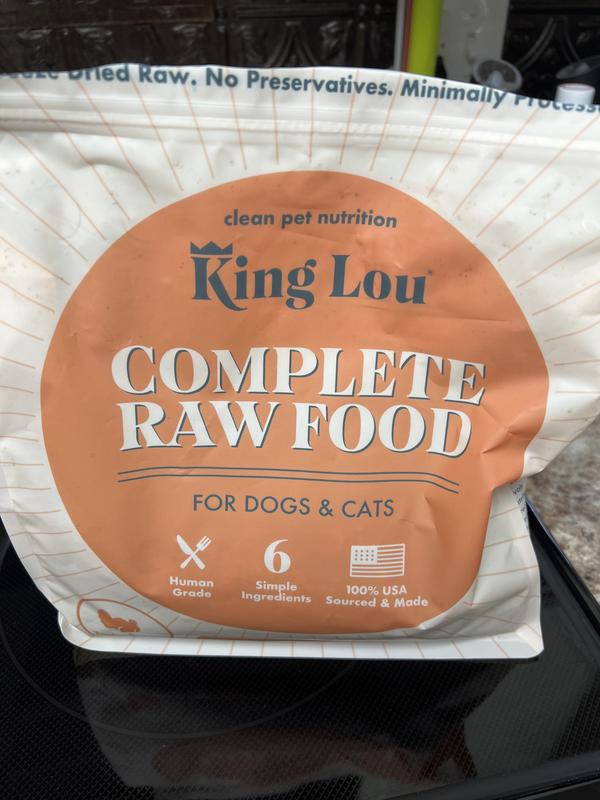 Dried Raw. No Preservatives. Minimally
clean pet nutrition
King Lou
COMPLETE
RAW FOOD
FOR DOGS & CATS
Human
Grade
6
Simple
Ingredients
100% USA
Sourced & Made